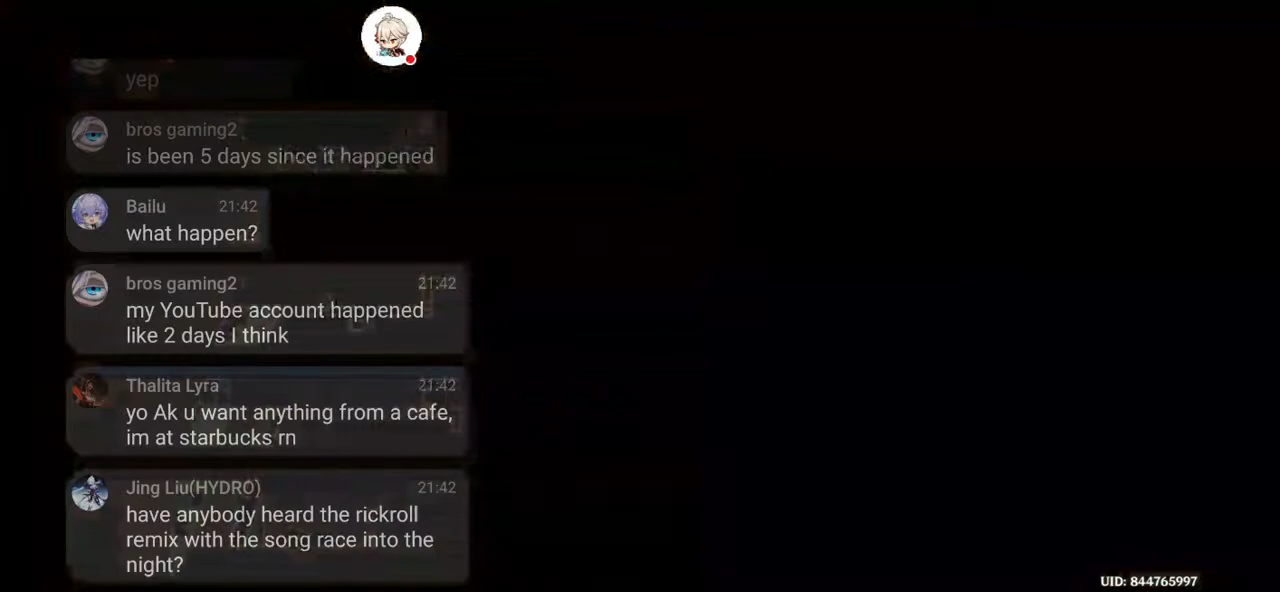 yep
bros gaming2
is been 5 days since it happened
Bailu 21:42
what happen?
bros gaming2 21:42
my YouTube account happened
like 2 days I think
Thalita Lyra 21:42
yo Ak u want anything from a cafe,
im at starbucks rn
Jing Liu(HYDRO) 21:42
have anybody heard the rickroll
remix with the song race into the
night?
UID: 844765997